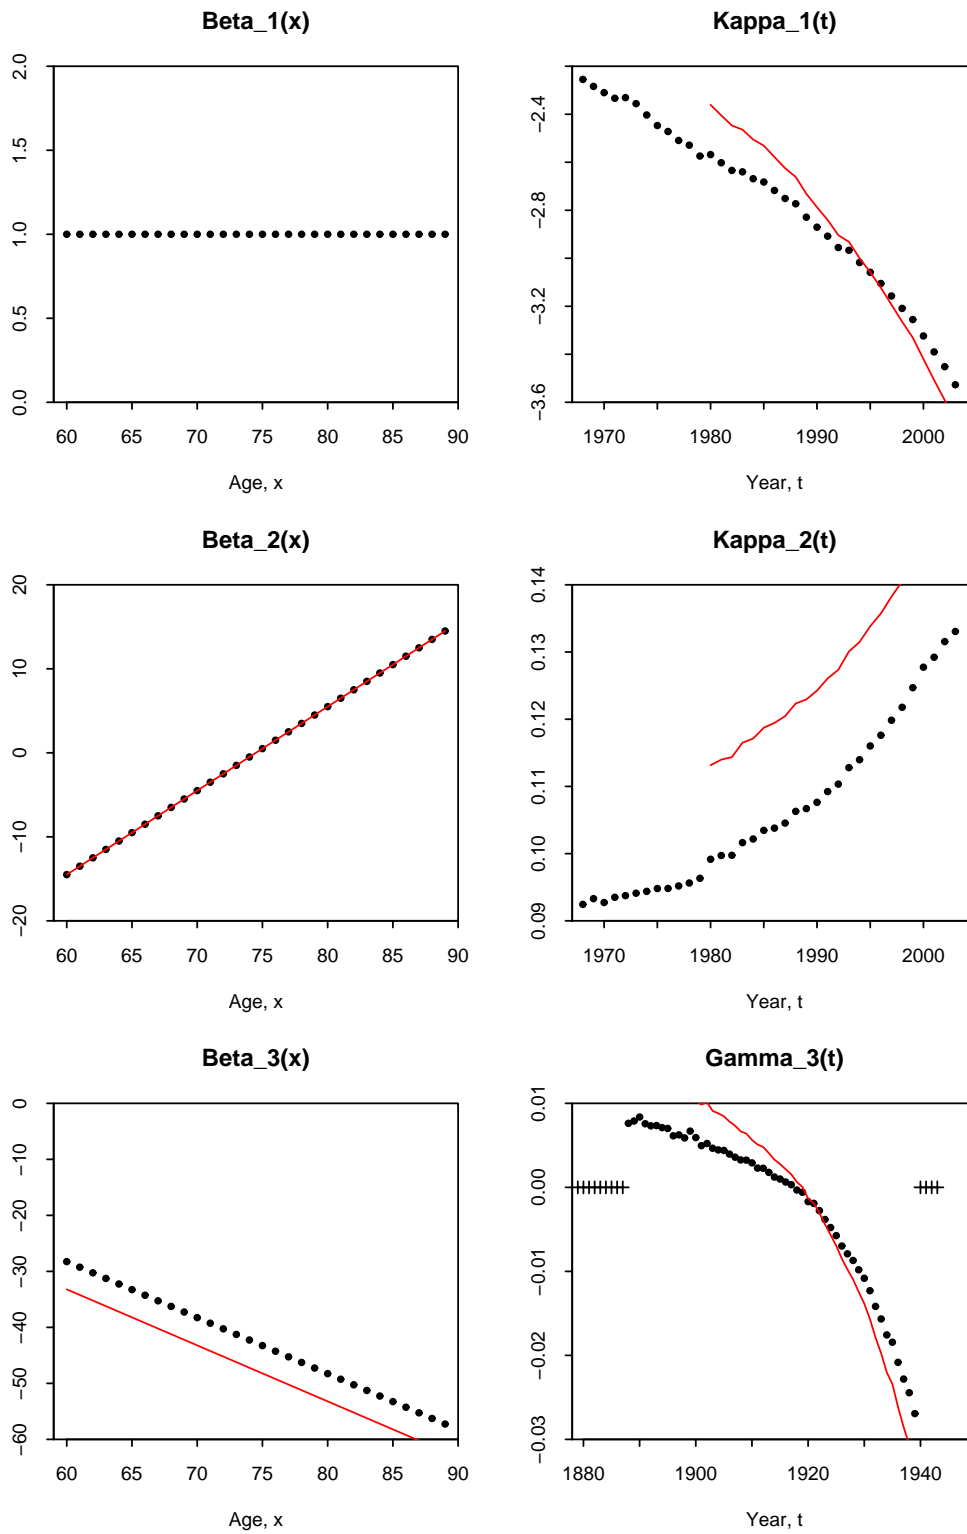 Beta_1(x)
2.0
1.5
1.0
0.5
0.0
60 65 70 75 80 85 90
Age, x
Kappa_1(t)
−2.4
−2.8
−3.2
−3.6
1970 1980 1990 2000
Year, t
Beta_2(x)
20
10
0
−10
−20
60 65 70 75 80 85 90
Age, x
Kappa_2(t)
0.14
0.13
0.12
0.11
0.10
0.09
1970 1980 1990 2000
Year, t
Beta_3(x)
0
−10
−20
−30
−40
−50
−60
60 65 70 75 80 85 90
Age, x
Gamma_3(t)
0.01
0.00
−0.01
−0.02
−0.03
1880 1900 1920 1940
Year, t